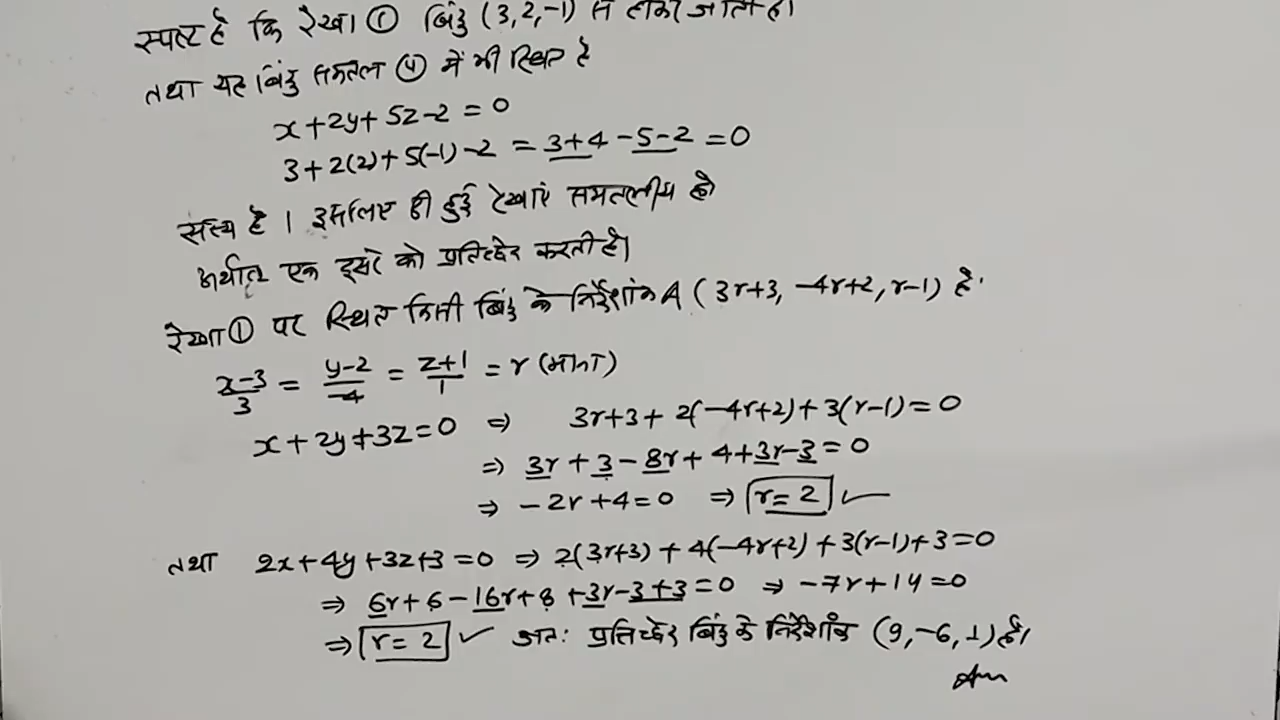 स्पष्ट है कि रेखा ① बिंदु (3, 2, -1) से होकर जाती है।
तथा यह बिंदु समतल ④ में भी स्थित है
x + 2y + 5z - 2 = 0
3 + 2(2) + 5(-1) - 2 = 3 + 4 - 5 - 2 = 0
सत्य है । इसलिए दी हुई रेखाएं समतलीय है
अर्थात् एक दूसरे को प्रतिच्छेद करती है।
रेखा ① पर स्थित किसी बिंदु के निर्देशांक A (3r+3, -4r+2, r-1) है
x-3/3 = y-2/-4 = z+1/1 = r (माना)
x + 2y + 3z = 0 ⇒ 3r+3 + 2(-4r+2) + 3(r-1) = 0
⇒ 3r + 3 - 8r + 4 + 3r - 3 = 0
⇒ -2r + 4 = 0 ⇒ r = 2 ✓
तथा 2x + 4y + 3z + 3 = 0 ⇒ 2(3r+3) + 4(-4r+2) + 3(r-1) + 3 = 0
⇒ 6r + 6 - 16r + 8 + 3r - 3 + 3 = 0 ⇒ -7r + 14 = 0
⇒ r = 2 ✓ अतः प्रतिच्छेद बिंदु के निर्देशांक (9, -6, 1) है।
Ans